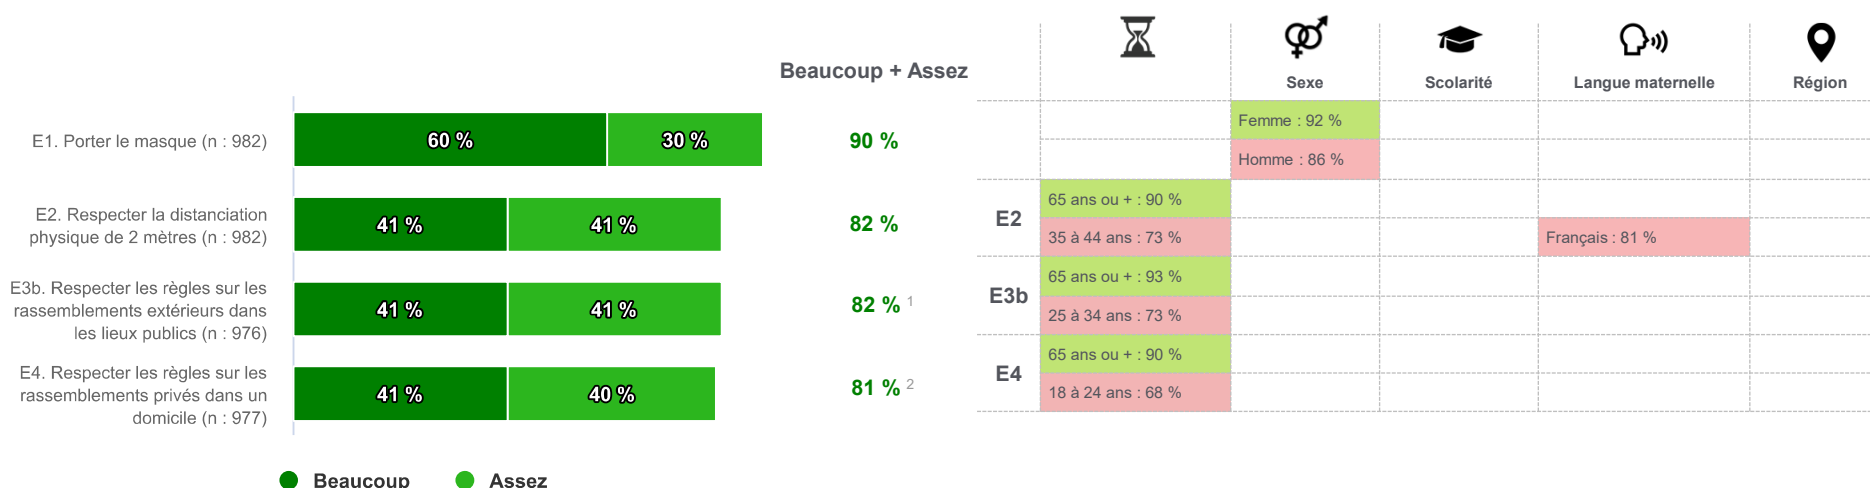 Beaucoup + Assez
E1. Porter le masque (n : 982)
60 %
30 %
90 %
E2. Respecter la distanciation
physique de 2 mètres (n : 982)
41 %
41 %
82 %
E3b. Respecter les règles sur les
rassemblements extérieurs dans
les lieux publics (n : 976)
41 %
41 %
82 % 1
E4. Respecter les règles sur les
rassemblements privés dans un
domicile (n : 977)
41 %
40 %
81 % 2
Beaucoup
Assez
Sexe
Scolarité
Langue maternelle
Région
Femme : 92 %
Homme : 86 %
E2
65 ans ou + : 90 %
35 à 44 ans : 73 %
Français : 81 %
E3b
65 ans ou + : 93 %
25 à 34 ans : 73 %
E4
65 ans ou + : 90 %
18 à 24 ans : 68 %